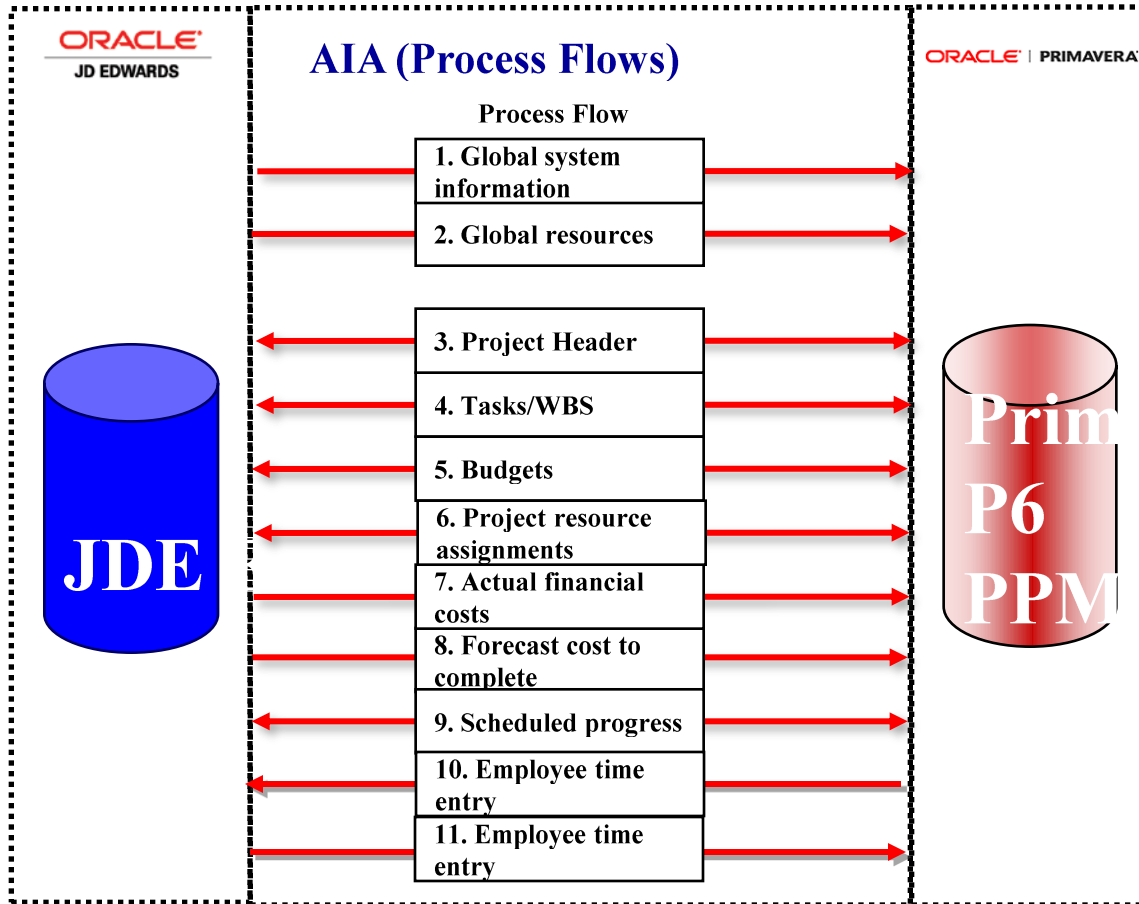 ORACLE
JD EDWARDS
AIA (Process Flows)
ORACLE | PRIMAVERA
Process Flow
1. Global system
information
2. Global resources
3. Project Header
4. Tasks/WBS
5. Budgets
6. Project resource
assignments
7. Actual financial
costs
8. Forecast cost to
complete
9. Scheduled progress
10. Employee time
entry
11. Employee time
entry
JDE
Prim
P6
PPM